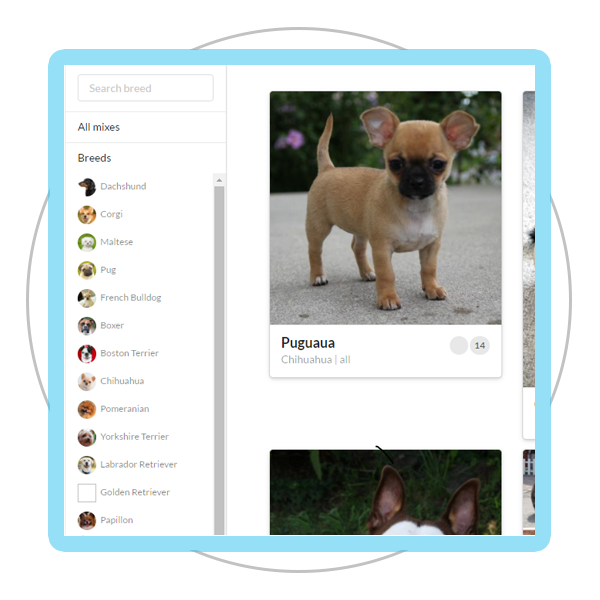 Search breed
All mixes
Breeds
Dachshund
Corgi
Maltese
Pug
French Bulldog
Boxer
Boston Terrier
Chihuahua
Pomeranian
Yorkshire Terrier
Labrador Retriever
Golden Retriever
Papillon
Puguaua
14
Chihuahua | all